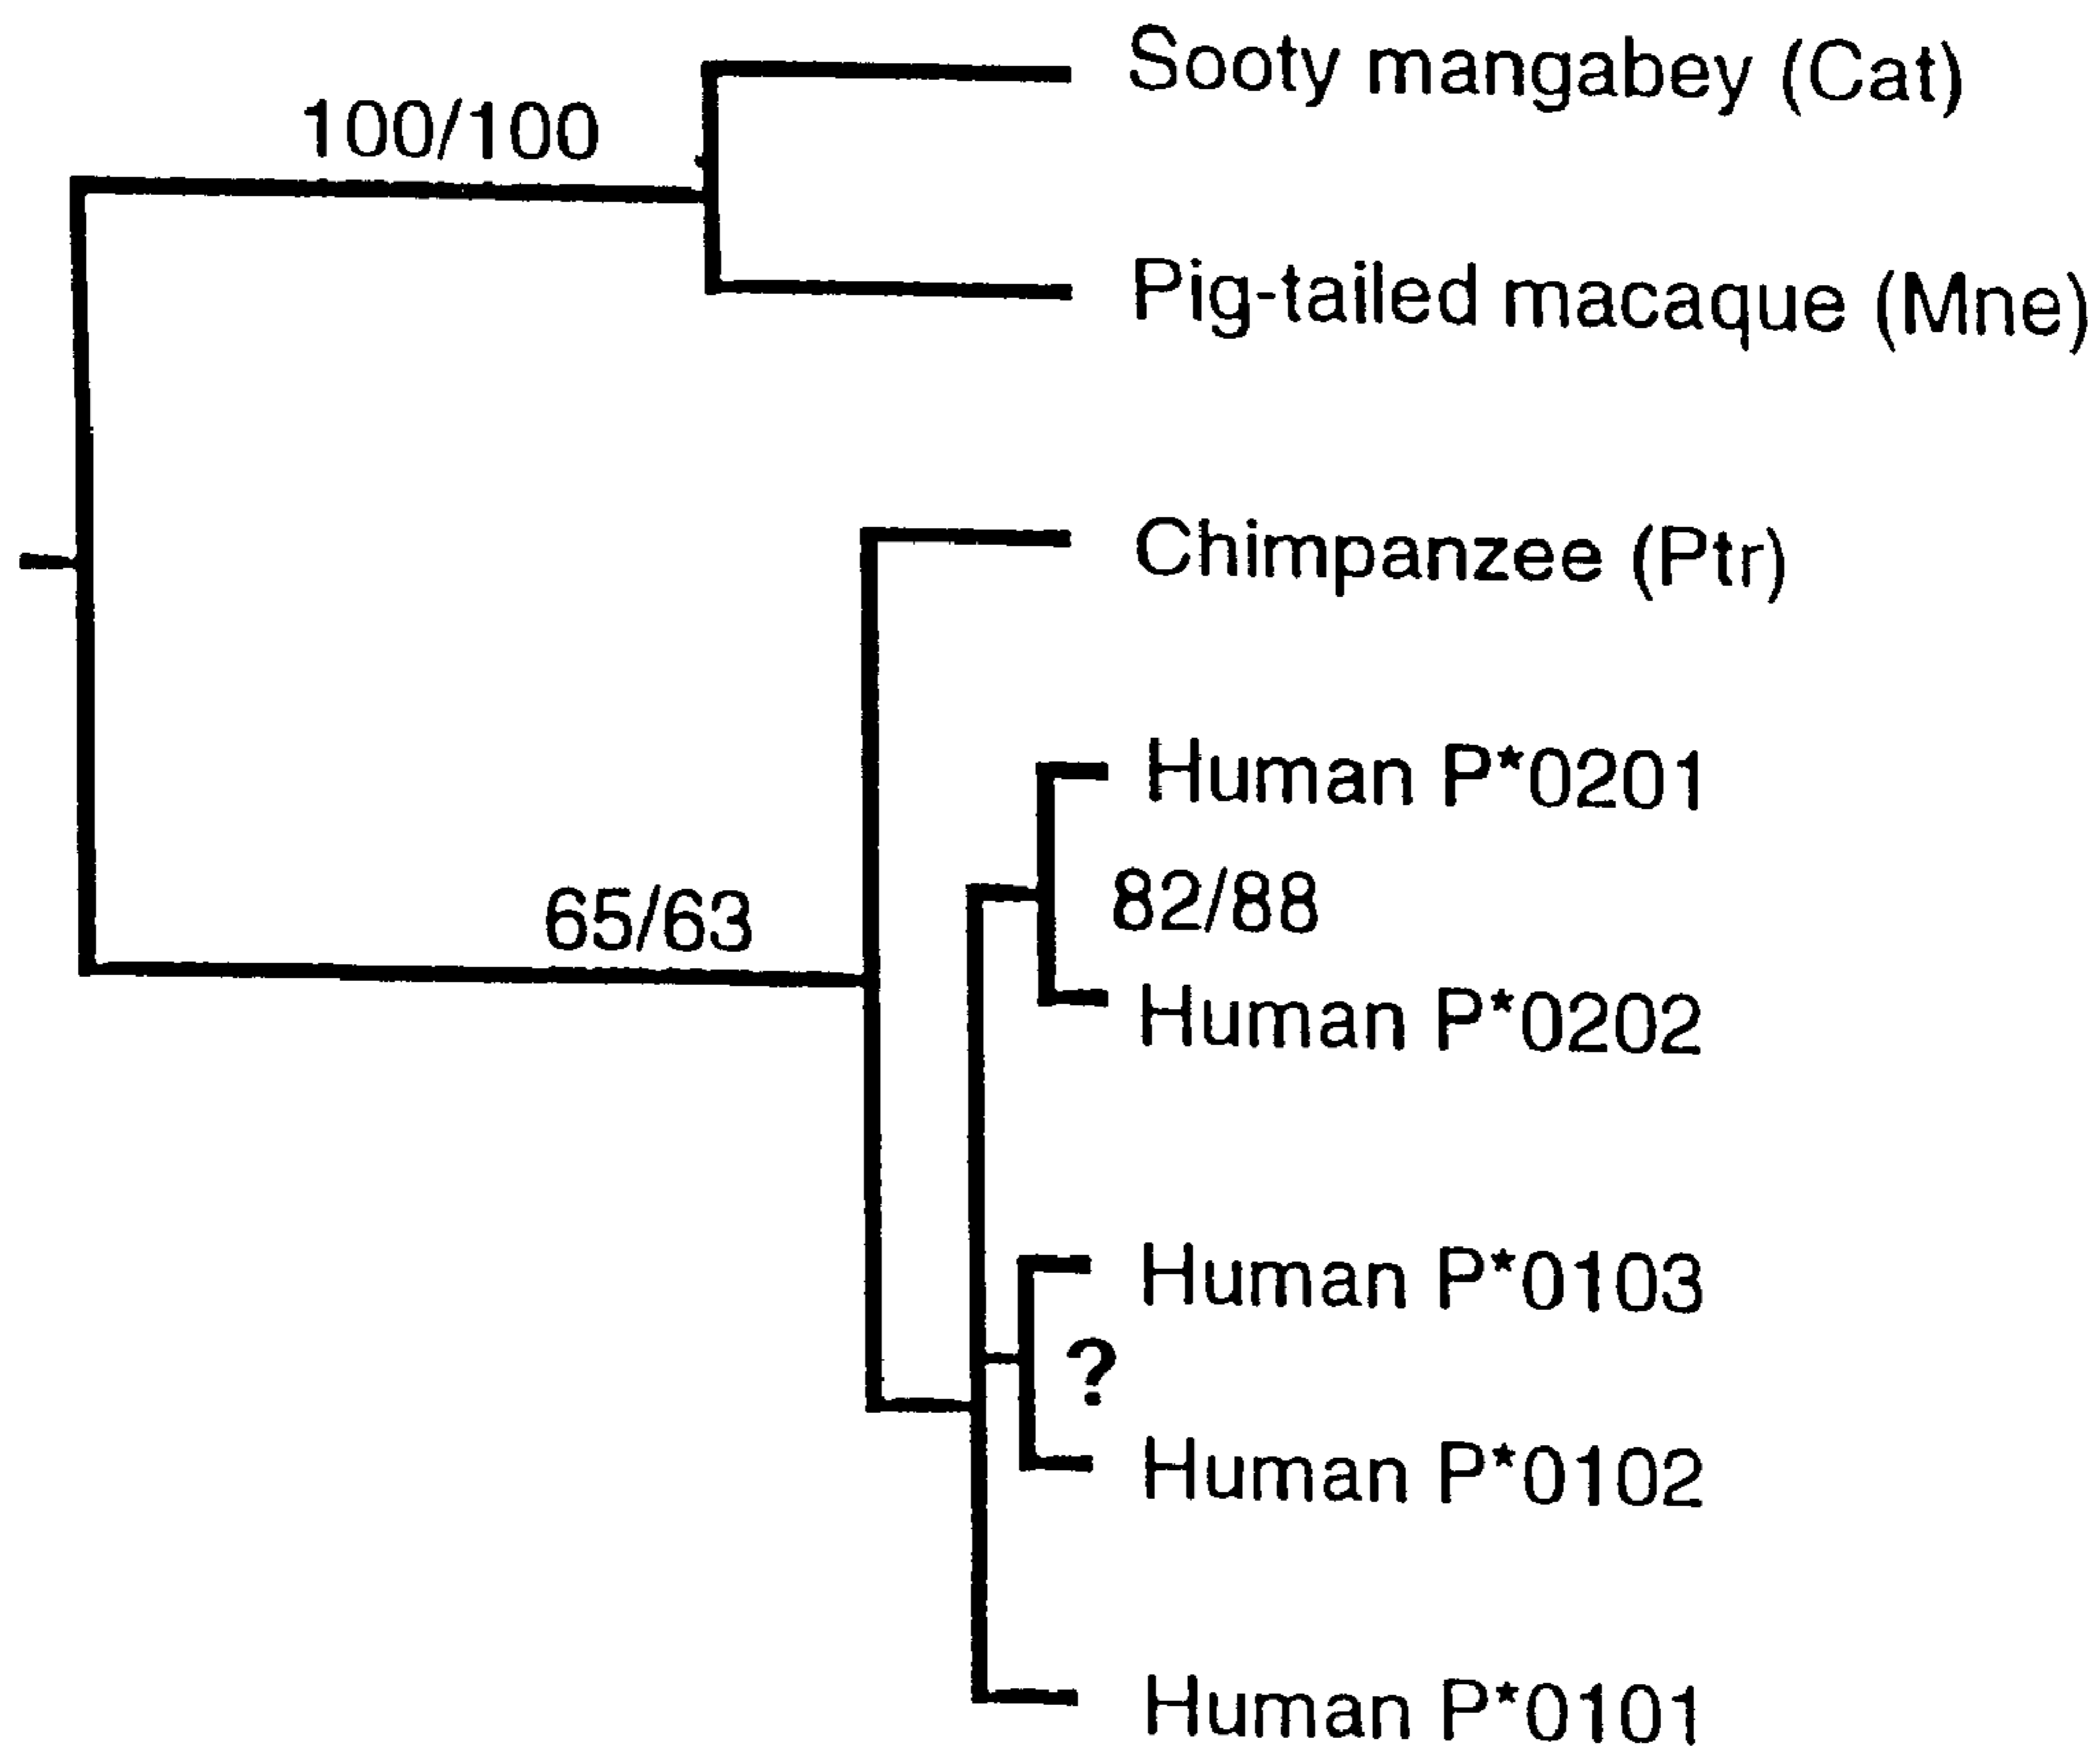 Sooty mangabey (Cat)
100/100
Pig-tailed macaque (Mne)
Chimpanzee (Ptr)
Human P*0201
65/63
82/88
Human P*0202
Human P*0103
?
Human P*0102
Human P*0101